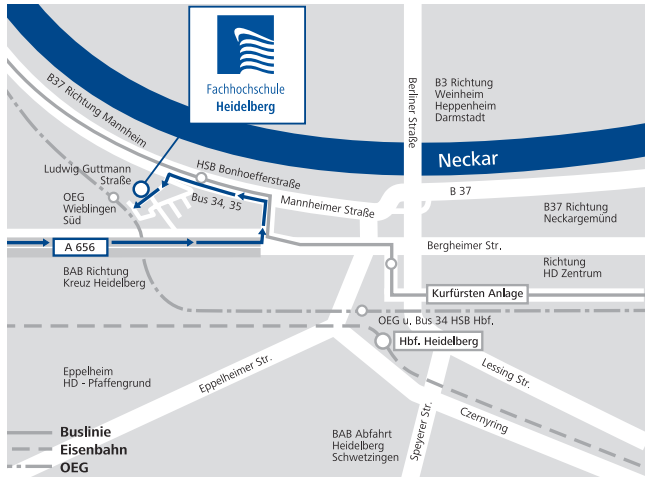 Fachhochschule
Heidelberg
B37 Richtung Mannheim
Berliner Straße
B3 Richtung
Weinheim
Heppenheim
Darmstadt
Neckar
Ludwig Guttmann
Straße
HSB Bonhoefferstraße
OEG
Wieblingen
Süd
Bus 34, 35
Mannheimer Straße
B 37
B37 Richtung
Neckargemünd
A 656
Bergheimer Str.
BAB Richtung
Kreuz Heidelberg
Richtung
HD Zentrum
Kurfürsten Anlage
OEG u. Bus 34 HSB Hbf.
Hbf. Heidelberg
Eppelheim
HD - Pfaffengrund
Eppelheimer Str.
Lessing Str.
Czernyring
Speyerer Str.
BAB Abfahrt
Heidelberg
Schwetzingen
Buslinie
Eisenbahn
OEG